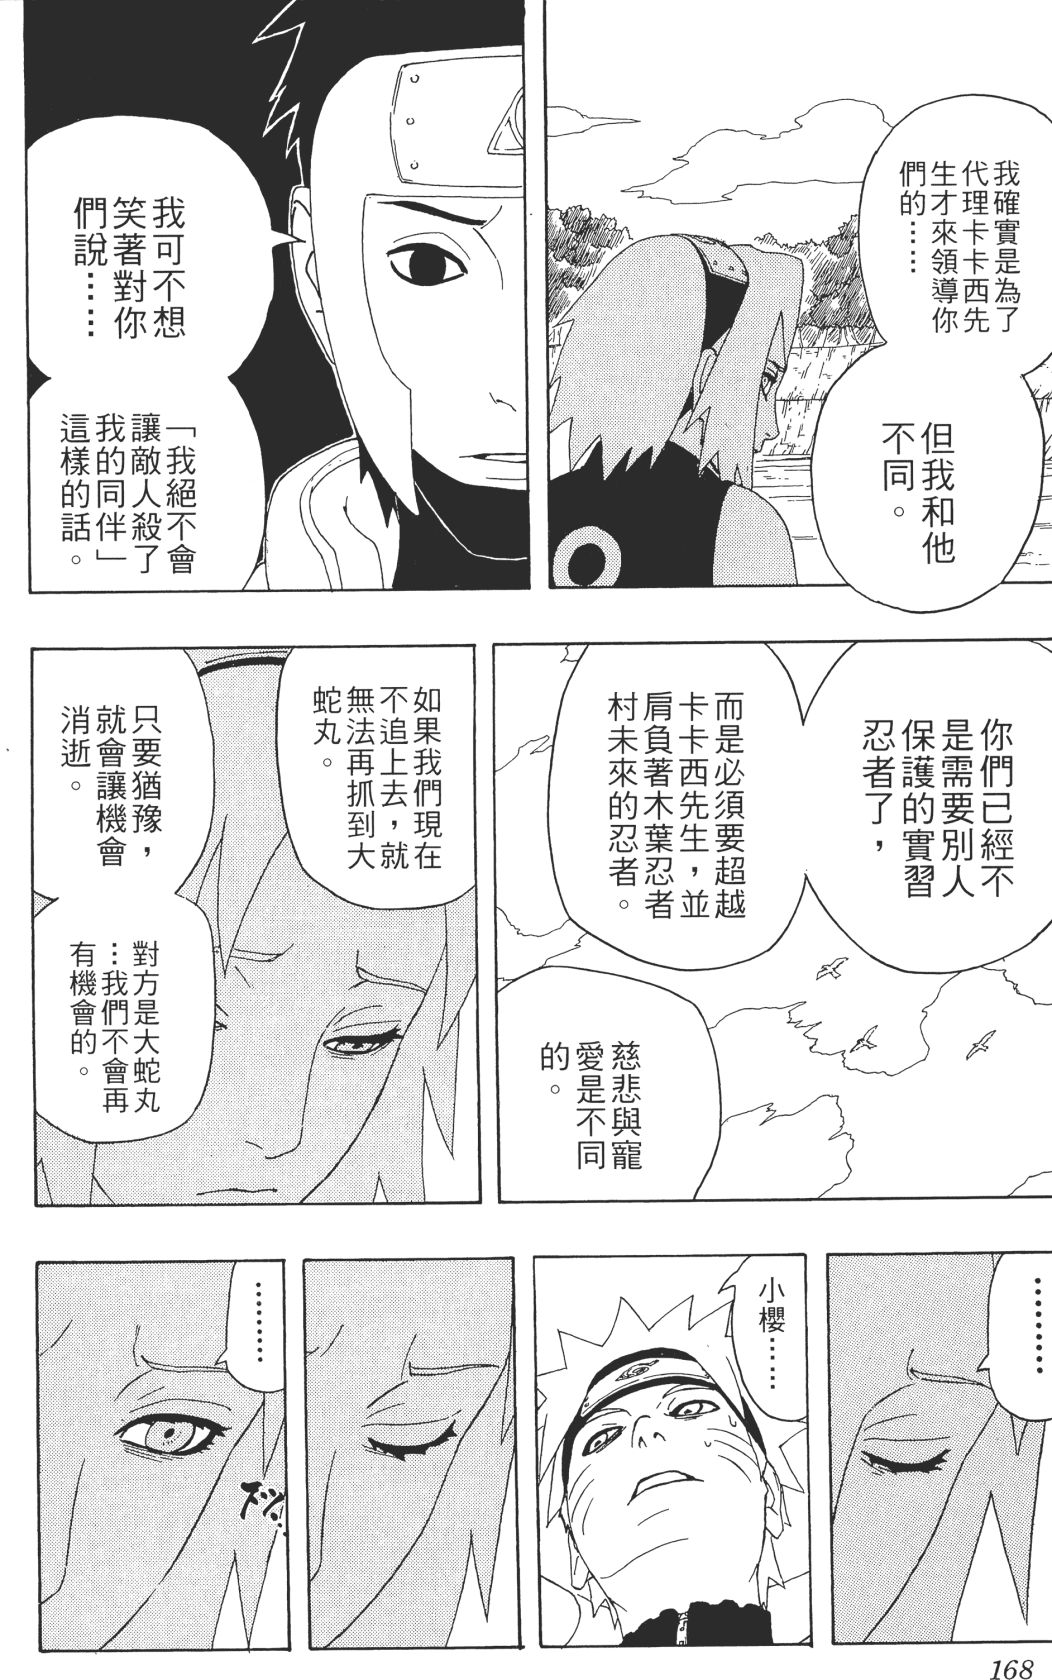 我確實是為了
代理卡卡西先
生才來領導你
們的……
但我和他
不同。
我可不想
笑著對你
們說……
「我絕不會
讓敵人殺了
我的同伴」
這樣的話。
你們已經不
是需要別人
保護的實習
忍者了，
而是必須要超越
卡卡西先生，並
肩負著木葉忍者
村未來的忍者。
慈悲與寵
愛是不同
的。
如果我們現在
不追上去，就
無法再抓到大
蛇丸。
只要猶豫，
就會讓機會
消逝。
對方是大蛇丸
…我們不會再
有機會的。
………
小櫻……
………
168